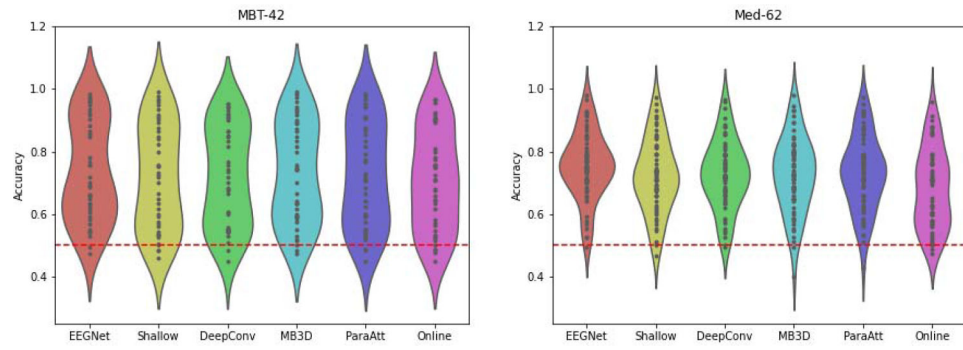 MBT-42
1.2
1.0
0.8
0.6
0.4
Accuracy
EEGNet Shallow DeepConv MB3D ParaAtt Online
Med-62
1.2
1.0
0.8
0.6
0.4
Accuracy
EEGNet Shallow DeepConv MB3D ParaAtt Online